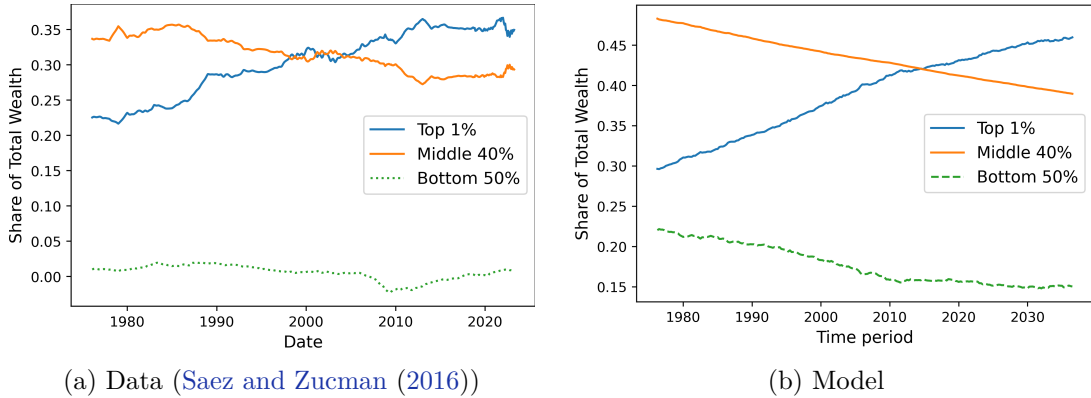 0.35
0.30
0.25
0.20
0.15
0.10
0.05
0.00
Share of Total Wealth
Top 1%
Middle 40%
Bottom 50%
1980
1990
2000
2010
2020
Date
(a) Data (Saez and Zucman (2016))
0.45
0.40
0.35
0.30
0.25
0.20
0.15
Share of Total Wealth
Top 1%
Middle 40%
Bottom 50%
1980
1990
2000
2010
2020
2030
Time period
(b) Model